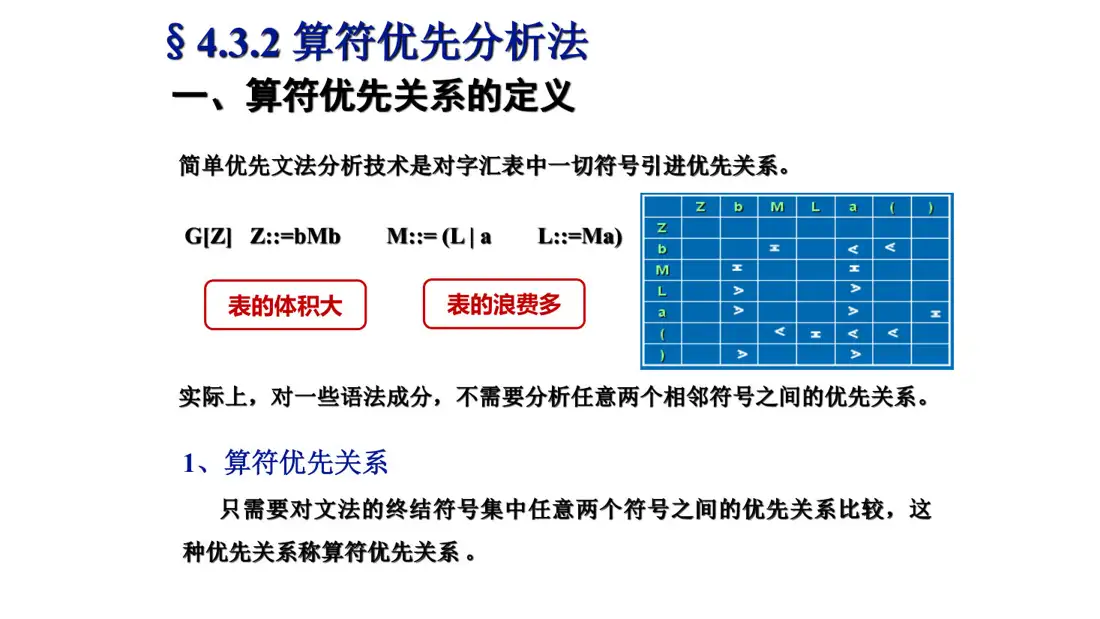 §4.3.2 算符优先分析法
一、算符优先关系的定义
简单优先文法分析技术是对字汇表中一切符号引进优先关系。
G[Z] Z::=bMb M::= (L | a L::=Ma)
表的体积大 表的浪费多
Z b M L a ( )
Z
b H < <
M H H
L > >
a > > H
( < H < <
) > >
实际上，对一些语法成分，不需要分析任意两个相邻符号之间的优先关系。
1、算符优先关系
只需要对文法的终结符号集中任意两个符号之间的优先关系比较，这
种优先关系称算符优先关系 。